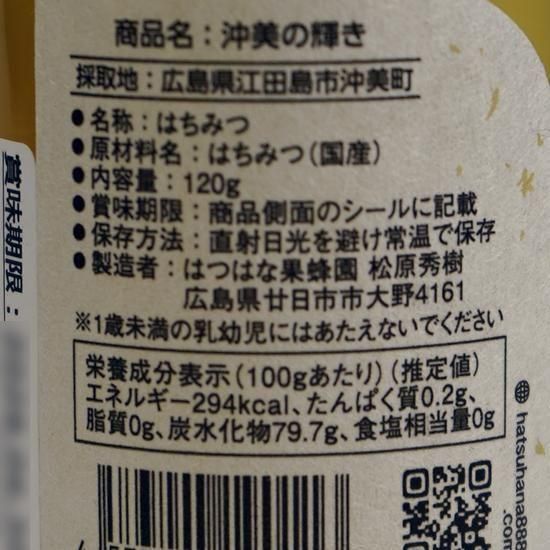 商品名：沖美の輝き
採取地：広島県江田島市沖美町
●名称：はちみつ
●原材料名：はちみつ（国産）
●内容量：120g
●賞味期限：商品側面のシールに記載
●保存方法：直射日光を避け常温で保存
●製造者：はつはな果蜂園 松原秀樹
広島県廿日市市大野4161
※1歳未満の乳幼児にはあたえないでください
栄養成分表示（100gあたり）（推定値）
エネルギー294kcal、たんぱく質0.2g、
脂質0g、炭水化物79.7g、食塩相当量0g
賞味期限：
hatsuhana888
.com